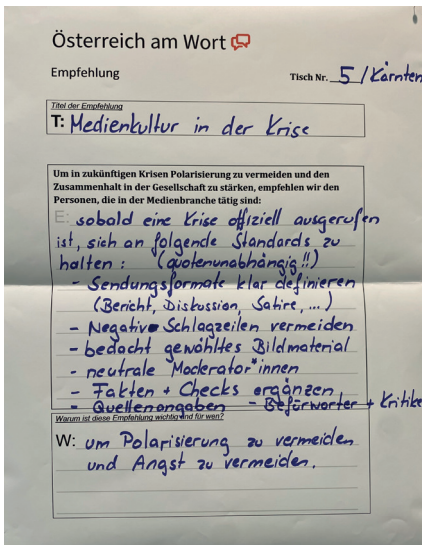 Österreich am Wort
Empfehlung
Tisch Nr. 5 / Kärnten
Titel der Empfehlung
T: Medienkultur in der Krise
Um in zukünftigen Krisen Polarisierung zu vermeiden und den
Zusammenhalt in der Gesellschaft zu stärken, empfehlen wir den
Personen, die in der Medienbranche tätig sind:
E: sobald eine Krise offiziell ausgerufen
ist, sich an folgende Standards zu
halten: (quotenunabhängig!!)
- Sendungsformate klar definieren
(Bericht, Diskussion, Satire, ...)
- Negativ Schlagzeilen vermeiden
- bedacht gewähltes Bildmaterial
- neutrale Moderator*innen
- Fakten + Checks ergänzen
- Quellenangaben - Befürworter + Kritike
Warum ist diese Empfehlung wichtig und für wen?
W: um Polarisierung zu vermeiden
und Angst zu vermeiden.